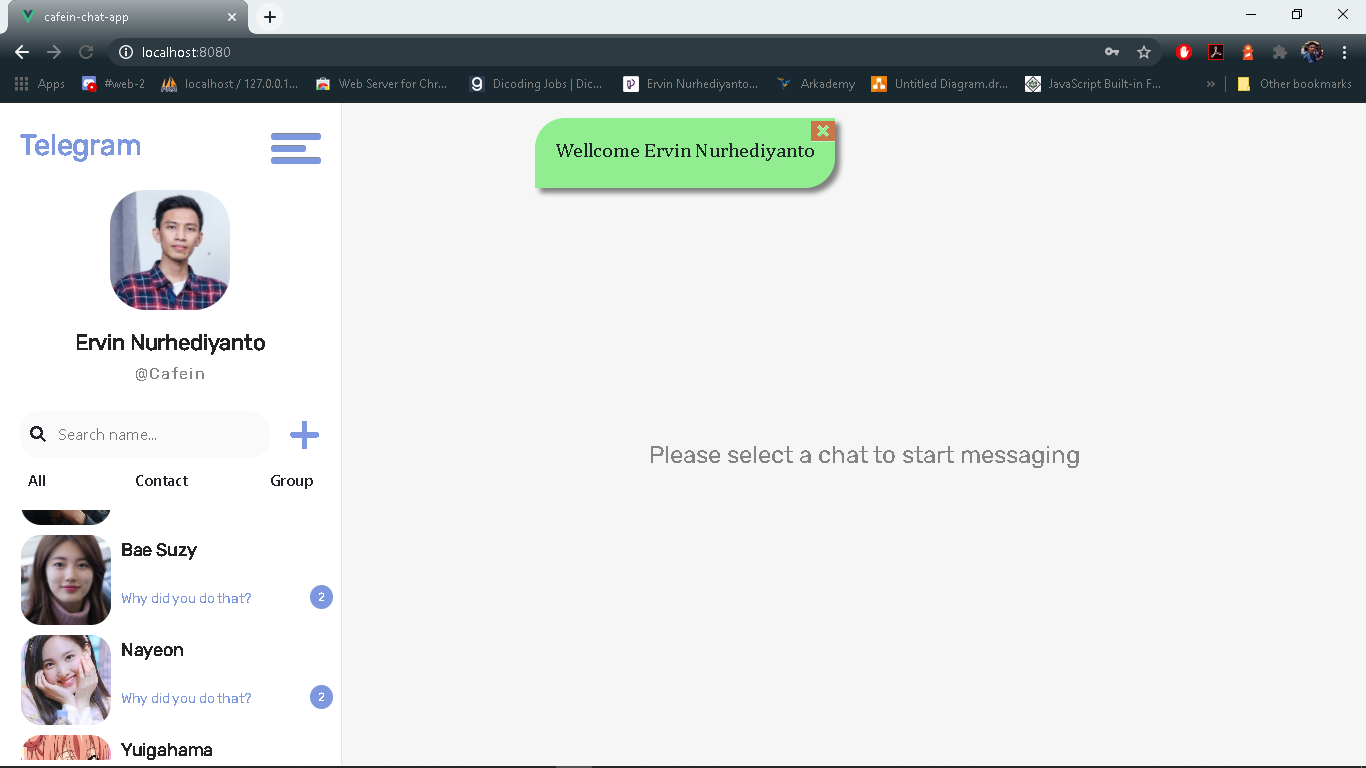 cafein-chat-app
localhost:8080
Apps
#web-2
localhost / 127.0.0.1...
Web Server for Chr...
Dicoding Jobs | Dic...
Ervin Nurhediyanto...
Arkademy
Untitled Diagram.dr...
JavaScript Built-in F...
»
Other bookmarks
Telegram
Wellcome Ervin Nurhediyanto
Ervin Nurhediyanto
@Cafein
Search name...
All Contact Group
Please select a chat to start messaging
Bae Suzy
Why did you do that? 2
Nayeon
Why did you do that? 2
Yuigahama